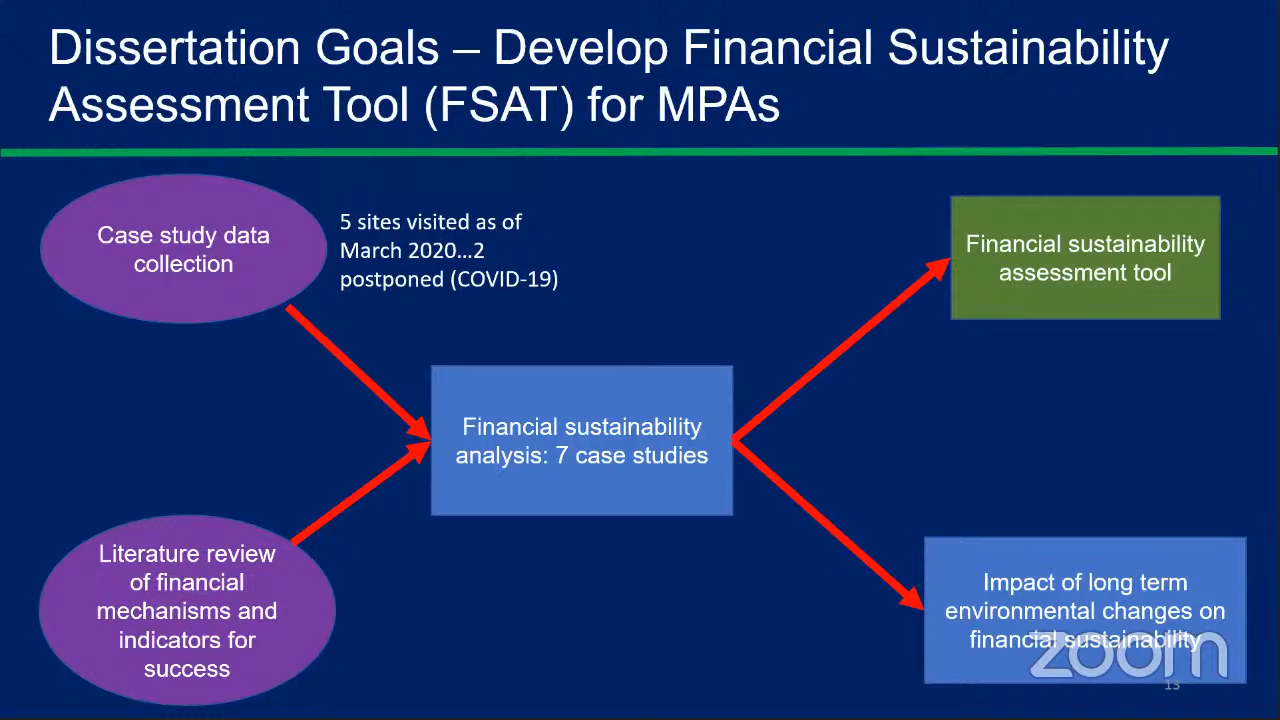 Dissertation Goals – Develop Financial Sustainability
Assessment Tool (FSAT) for MPAs
Case study data
collection
5 sites visited as of
March 2020...2
postponed (COVID-19)
Financial sustainability
assessment tool
Financial sustainability
analysis: 7 case studies
Literature review
of financial
mechanisms and
indicators for
success
Impact of long term
environmental changes on
financial sustainability
zoom
13